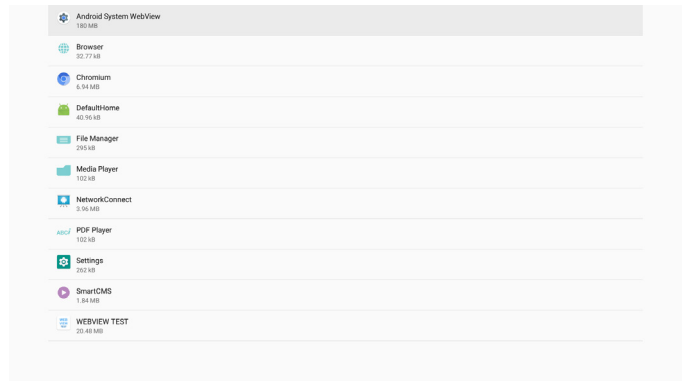 Android System WebView
180 MB
Browser
32.77 kB
Chromium
6.94 MB
DefaultHome
40.96 kB
File Manager
295 kB
Media Player
102 kB
NetworkConnect
3.96 MB
PDF Player
102 kB
Settings
262 kB
SmartCMS
1.84 MB
WEBVIEW TEST
20.48 MB